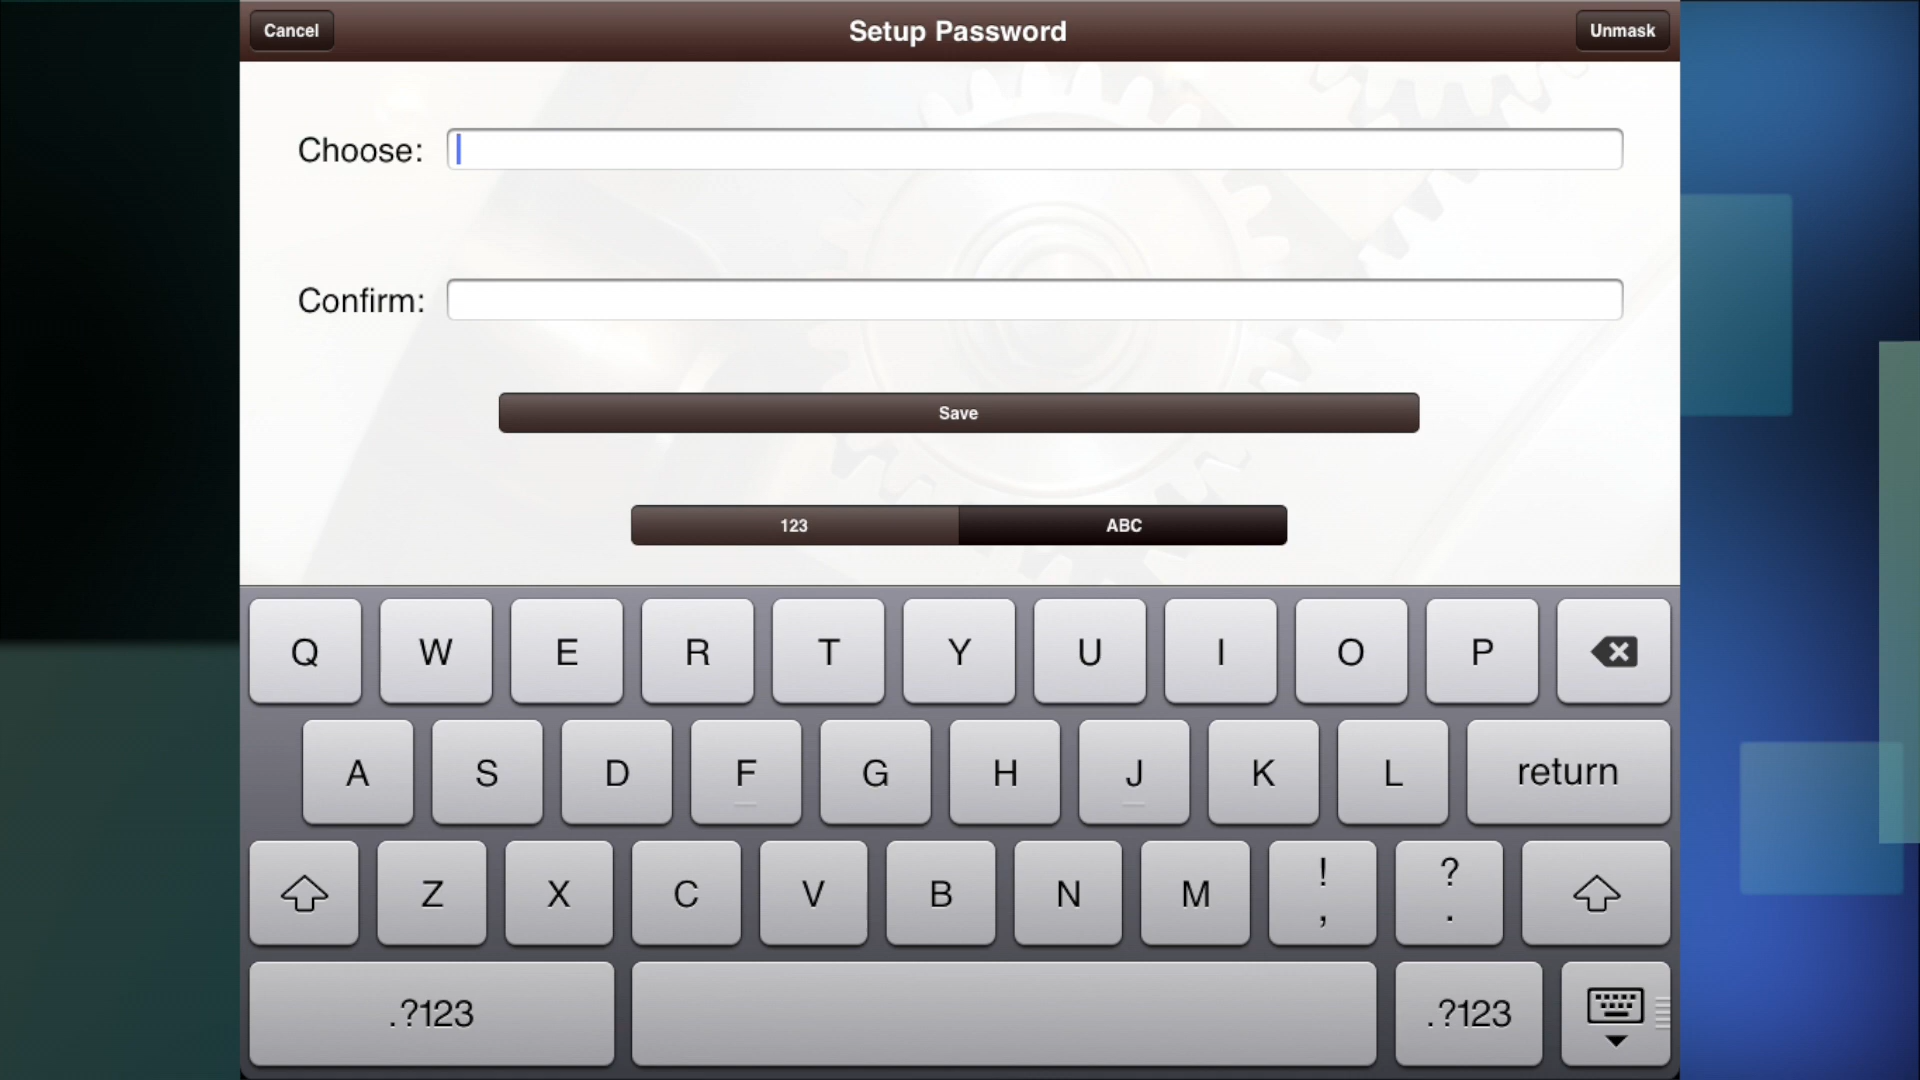 Cancel
Setup Password
Unmask
Choose:
Confirm:
Save
123
ABC
Q W E R T Y U I O P
A S D F G H J K L return
Z X C V B N M ! , ? .
.?123
.?123